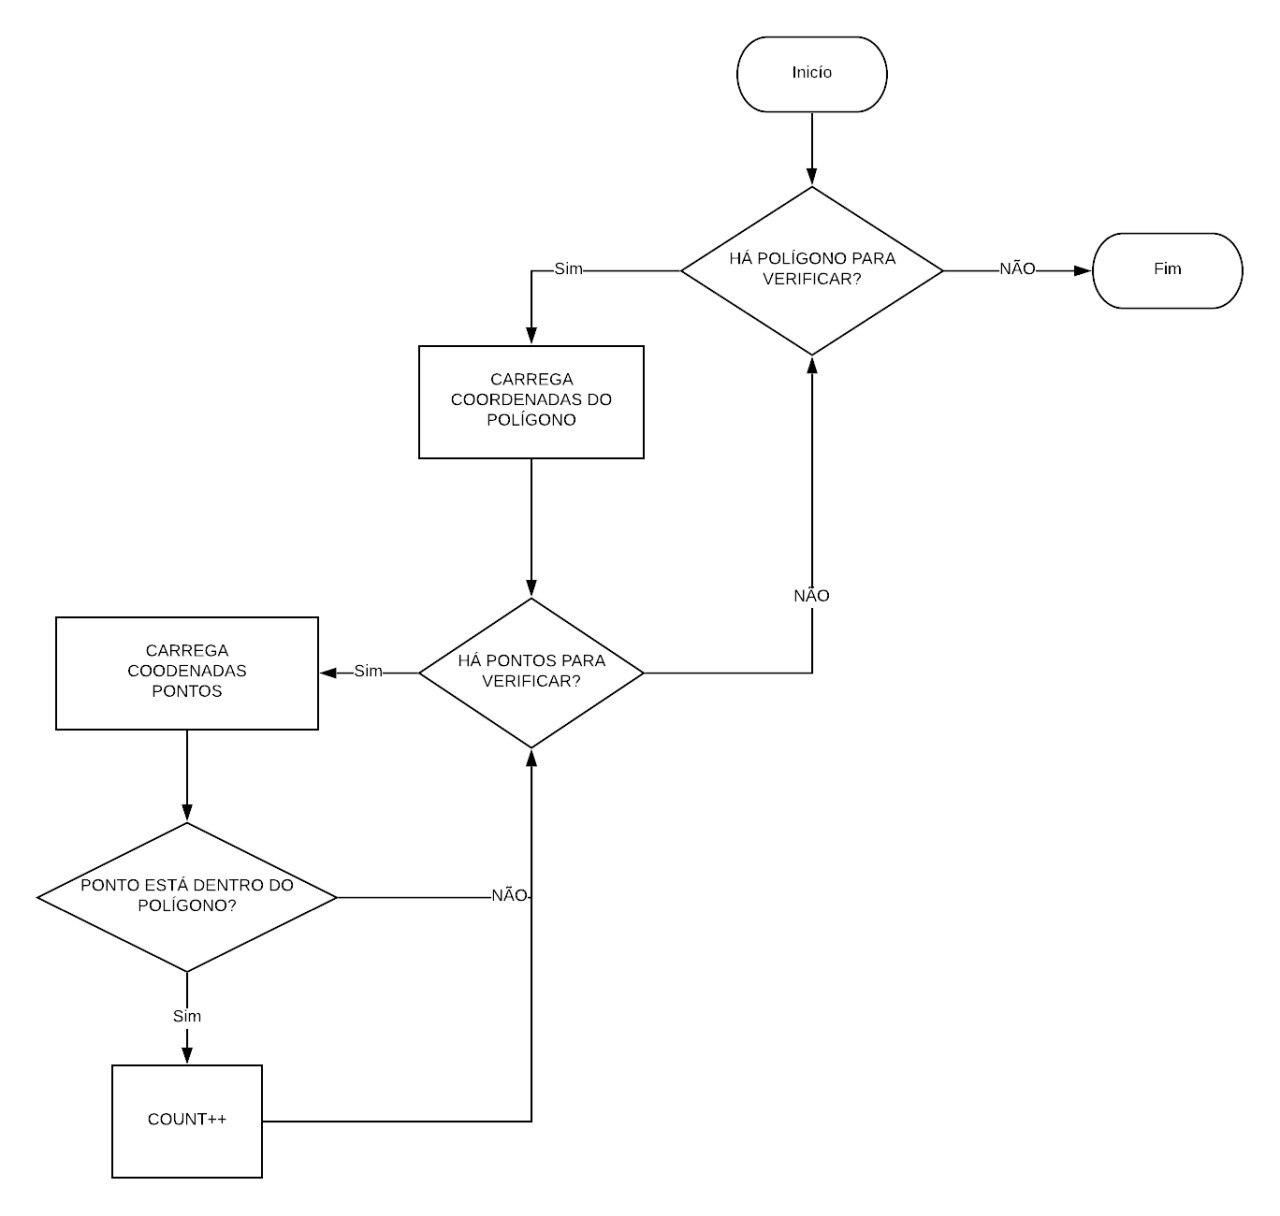 Inicío
HÁ POLÍGONO PARA
VERIFICAR?
Sim
NÃO
Fim
CARREGA
COORDENADAS DO
POLÍGONO
NÃO
HÁ PONTOS PARA
VERIFICAR?
Sim
CARREGA
COODENADAS
PONTOS
PONTO ESTÁ DENTRO DO
POLÍGONO?
NÃO
Sim
COUNT++